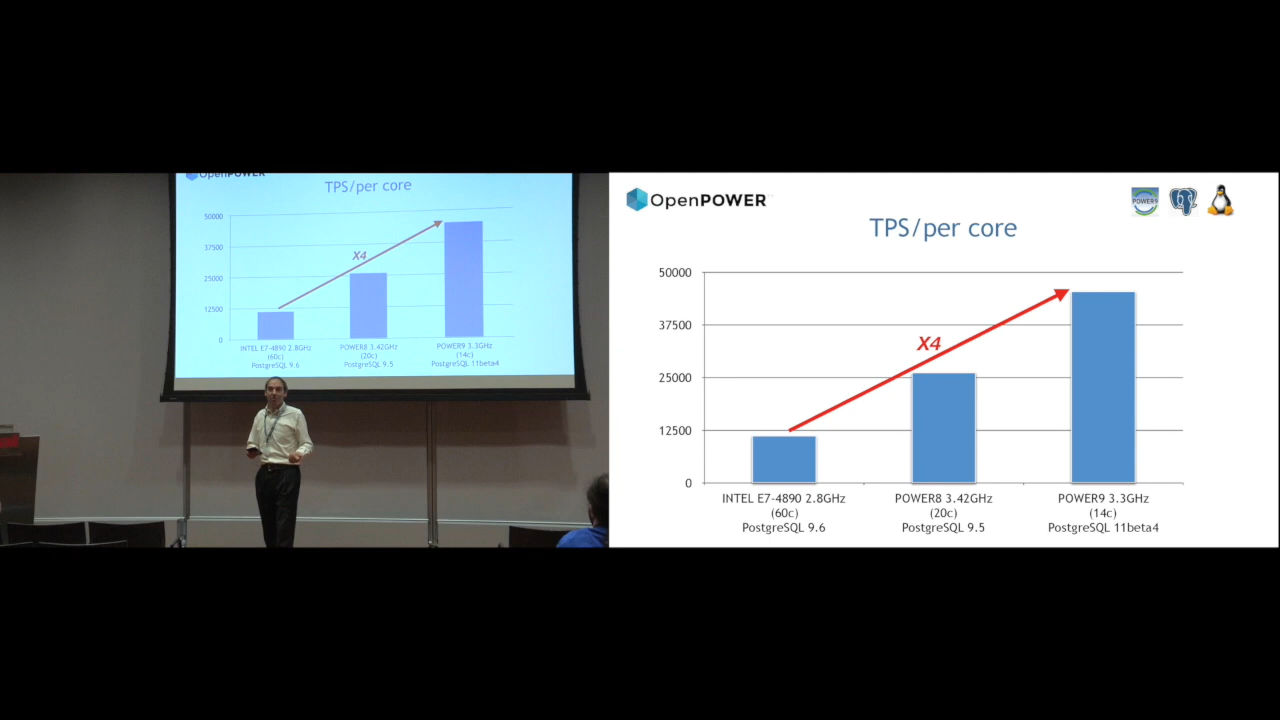 OpenPOWER
TPS/per core
50000
37500
25000
12500
0
X4
INTEL E7-4890 2.8GHz
(60c)
PostgreSQL 9.6
POWER8 3.42GHz
(20c)
PostgreSQL 9.5
POWER9 3.3GHz
(14c)
PostgreSQL 11beta4
OpenPOWER
POWER9
TPS/per core
50000
37500
25000
12500
0
X4
INTEL E7-4890 2.8GHz
(60c)
PostgreSQL 9.6
POWER8 3.42GHz
(20c)
PostgreSQL 9.5
POWER9 3.3GHz
(14c)
PostgreSQL 11beta4